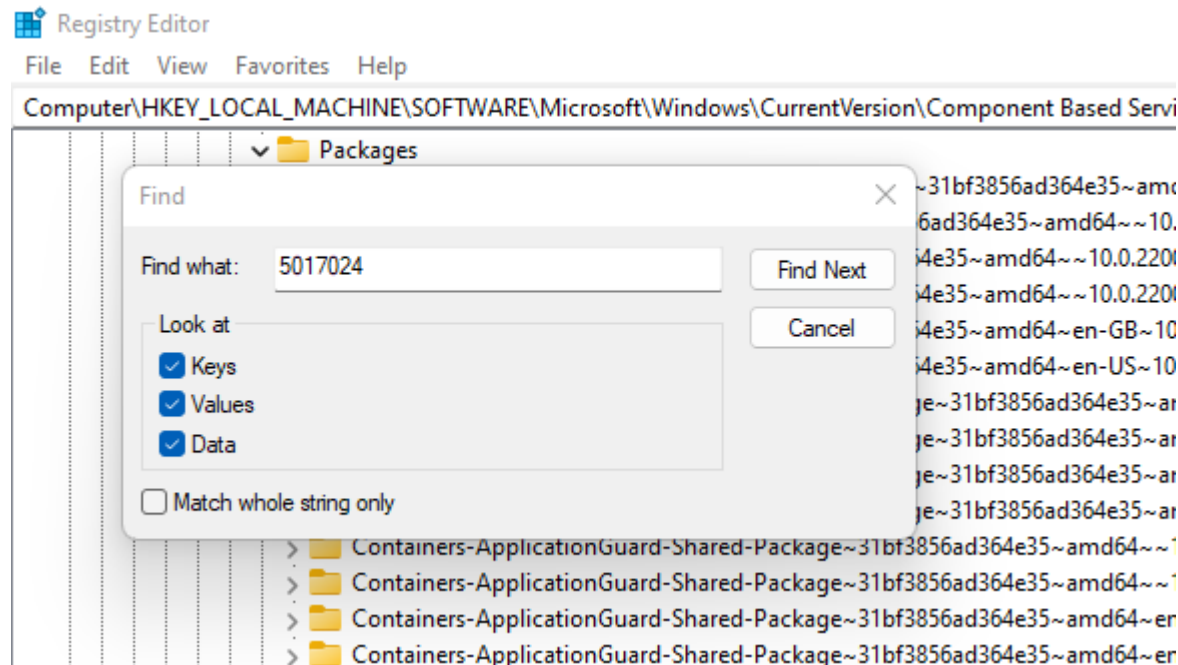 Registry Editor
File Edit View Favorites Help
Computer\HKEY_LOCAL_MACHINE\SOFTWARE\Microsoft\Windows\CurrentVersion\Component Based Servi
Packages
Find
~31bf3856ad364e35~amd
6ad364e35~amd64~~10.
Find what: 5017024 Find Next
4e35~amd64~~10.0.2200
4e35~amd64~~10.0.2200
Look at Cancel
4e35~amd64~en-GB~10
Keys
4e35~amd64~en-US~10
Values
ge~31bf3856ad364e35~ar
Data
ge~31bf3856ad364e35~ar
ge~31bf3856ad364e35~ar
Match whole string only
ge~31bf3856ad364e35~ar
Containers-ApplicationGuard-Shared-Package~31bf3856ad364e35~amd64~~1
Containers-ApplicationGuard-Shared-Package~31bf3856ad364e35~amd64~~1
Containers-ApplicationGuard-Shared-Package~31bf3856ad364e35~amd64~en
Containers-ApplicationGuard-Shared-Package~31bf3856ad364e35~amd64~en